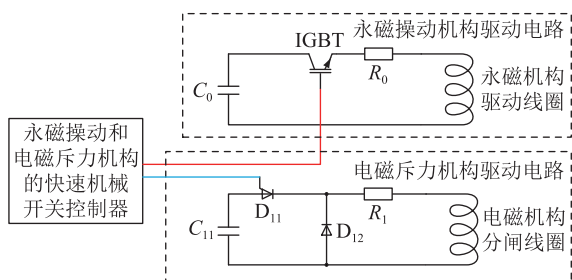 永磁操动机构驱动电路
IGBT
R₀
C₀
永磁机构
驱动线圈
永磁操动和
电磁斥力机构
的快速机械
开关控制器
电磁斥力机构驱动电路
D₁₁
R₁
C₁₁
D₁₂
电磁机构
分闸线圈